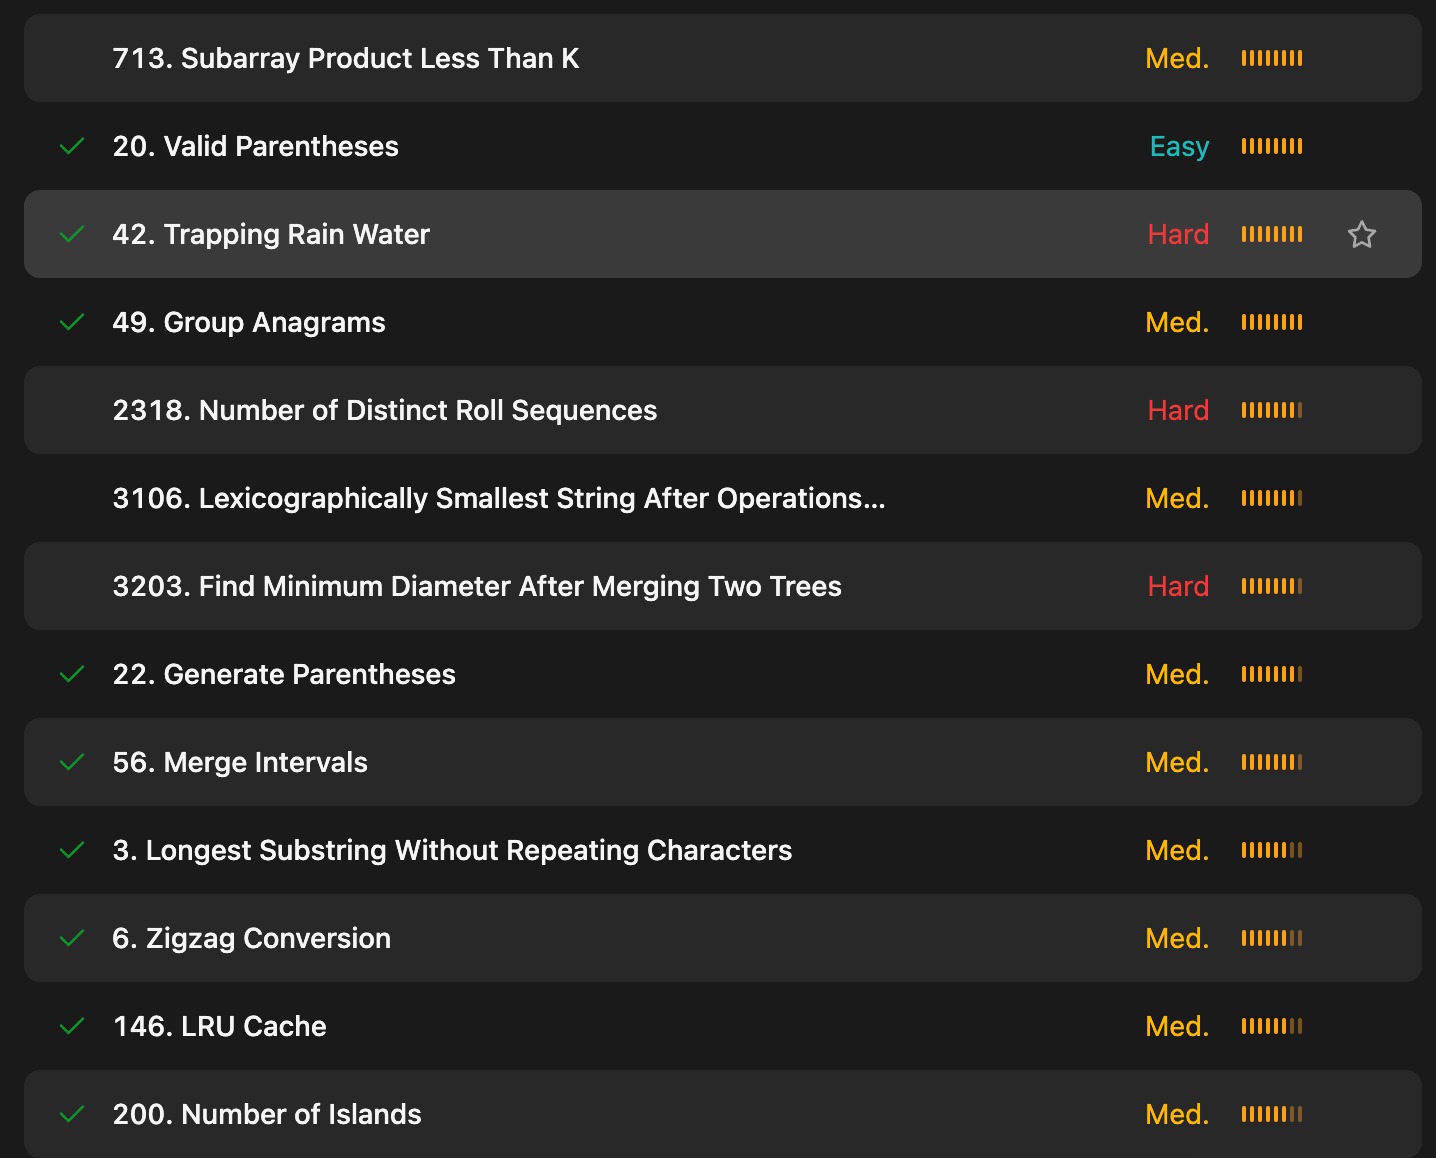 713. Subarray Product Less Than K Med.
20. Valid Parentheses Easy
42. Trapping Rain Water Hard
49. Group Anagrams Med.
2318. Number of Distinct Roll Sequences Hard
3106. Lexicographically Smallest String After Operations... Med.
3203. Find Minimum Diameter After Merging Two Trees Hard
22. Generate Parentheses Med.
56. Merge Intervals Med.
3. Longest Substring Without Repeating Characters Med.
6. Zigzag Conversion Med.
146. LRU Cache Med.
200. Number of Islands Med.